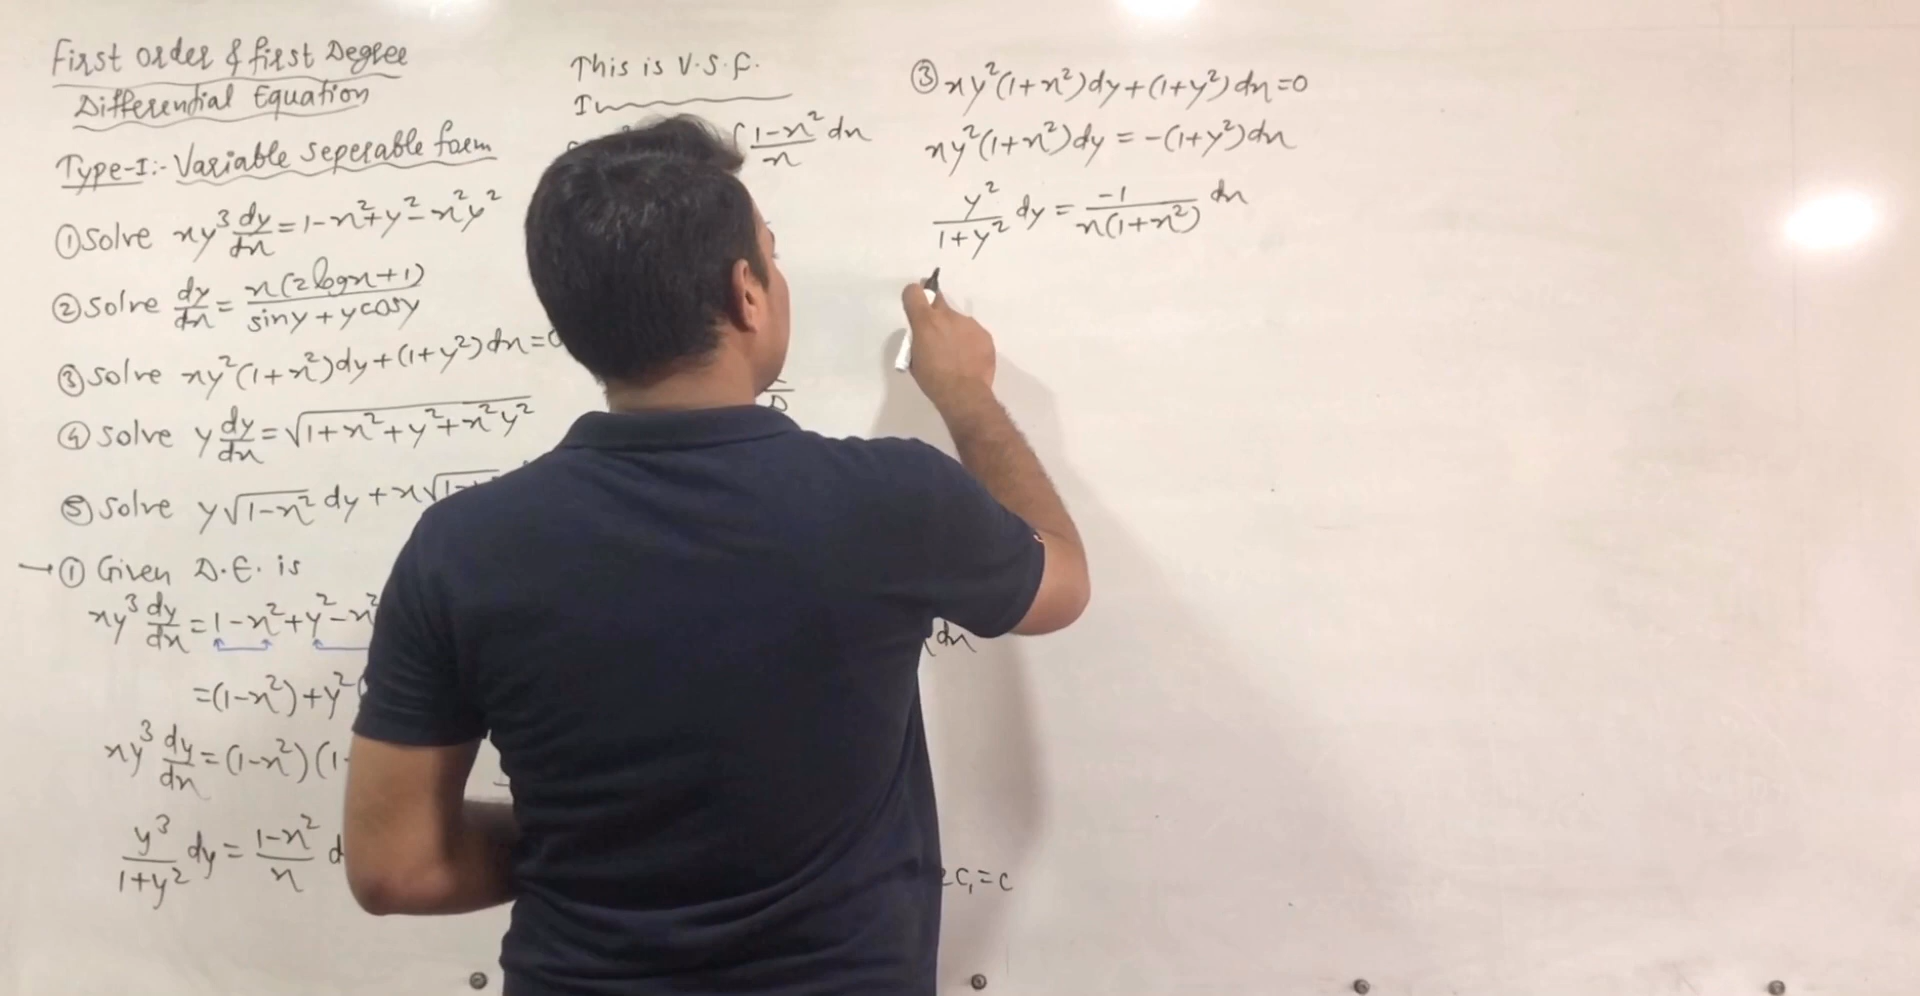 First order & first Degree
Differential Equation
Type-I:- Variable seperable form
① Solve xy³ dy/dx = 1-x²+y²-x²y²
② Solve dy/dx = x(2logx+1)/(siny+ycosy)
③ Solve xy²(1+x²)dy+(1+y²)dx=0
④ Solve y dy/dx = √(1+x²+y²+x²y²)
⑤ Solve y√(1-x²) dy + x√(1-
→ ① Given D.E. is
xy³ dy/dx = 1-x²+y²-x²
=(1-x²)+y²(
xy³ dy/dx = (1-x²)(1
y³/(1+y²) dy = (1-x²)/x d
This is V.S.F.
∫ (1-x²)/x dx
dx
2C₁=C
③ xy²(1+x²)dy+(1+y²)dx=0
xy²(1+x²)dy = -(1+y²)dx
y²/(1+y²) dy = -1/(x(1+x²)) dx